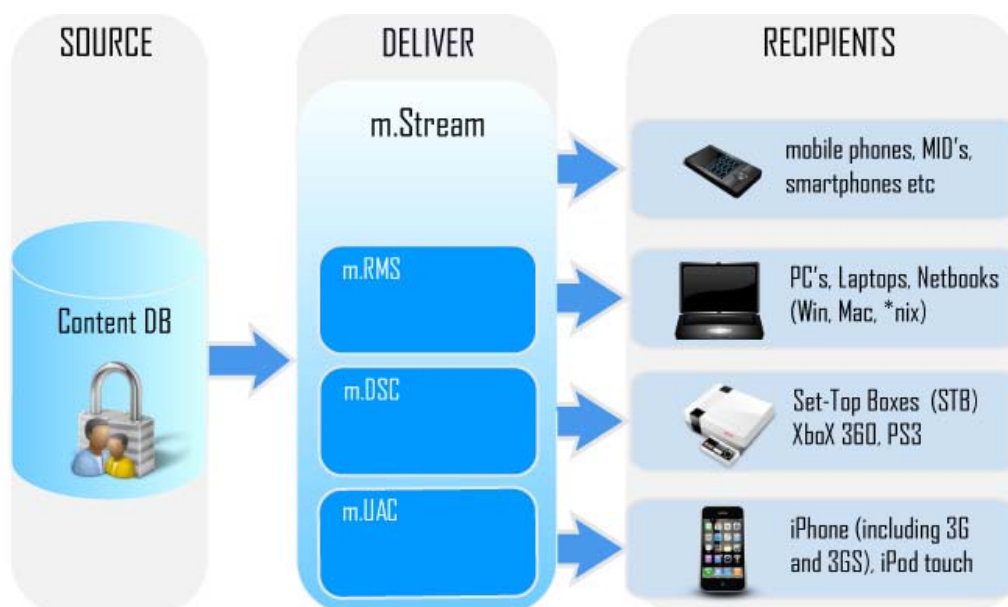 SOURCE
Content DB
DELIVER
m.Stream
m.RMS
m.DSC
m.UAC
RECIPIENTS
mobile phones, MID's,
smartphones etc
PC's, Laptops, Netbooks
(Win, Mac, *nix)
Set-Top Boxes (STB)
XboX 360, PS3
iPhone (including 3G
and 3GS), iPod touch